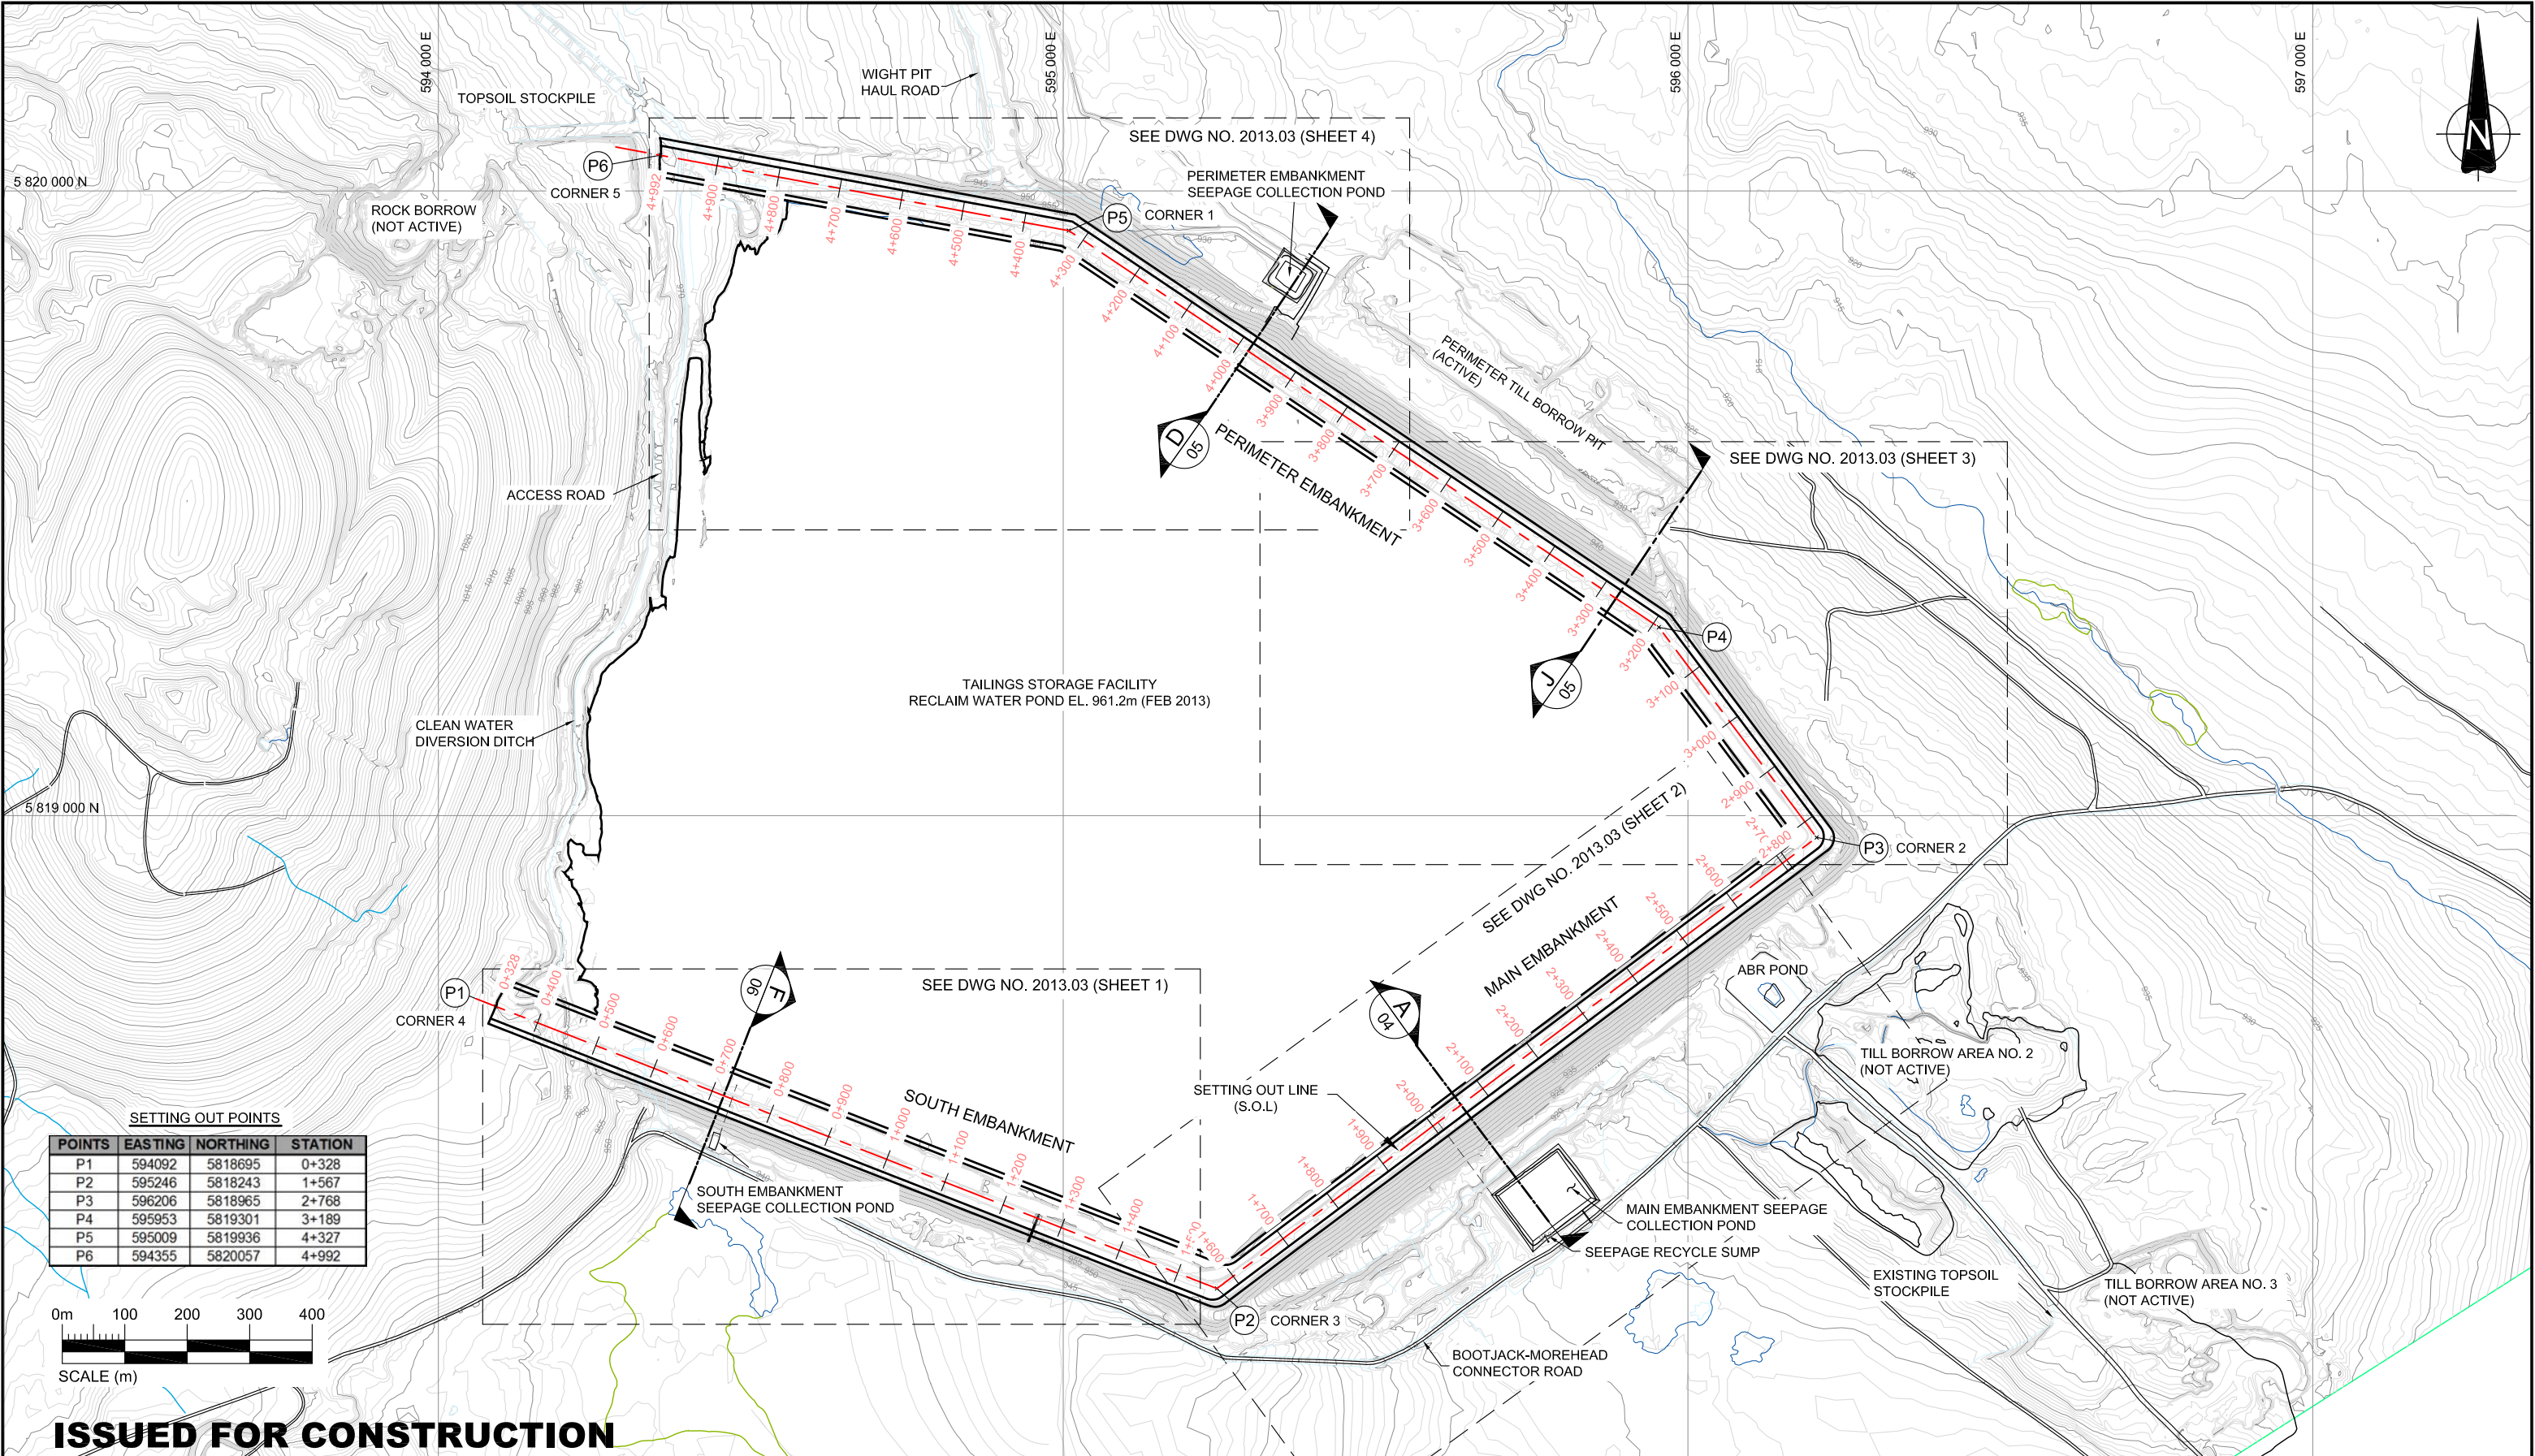 594 000 E
595 000 E
596 000 E
597 000 E
N
WIGHT PIT
HAUL ROAD
TOPSOIL STOCKPILE
SEE DWG NO. 2013.03 (SHEET 4)
P6
CORNER 5
5 820 000 N
PERIMETER EMBANKMENT
SEEPAGE COLLECTION POND
ROCK BORROW
(NOT ACTIVE)
P5
CORNER 1
4+992
4+900
4+800
4+700
4+600
4+500
4+400
4+300
4+200
4+100
4+000
3+900
3+800
3+700
3+600
3+500
3+400
3+300
3+200
3+100
3+000
2+900
2+800
PERIMETER TILL BORROW PIT
(ACTIVE)
D
05
PERIMETER EMBANKMENT
SEE DWG NO. 2013.03 (SHEET 3)
ACCESS ROAD
P4
J
05
TAILINGS STORAGE FACILITY
RECLAIM WATER POND EL. 961.2m (FEB 2013)
CLEAN WATER
DIVERSION DITCH
5 819 000 N
SEE DWG NO. 2013.03 (SHEET 2)
P3
CORNER 2
MAIN EMBANKMENT
2+600
2+500
2+400
2+300
2+200
2+100
2+000
1+900
1+800
1+700
1+600
ABR POND
A
04
F
06
SEE DWG NO. 2013.03 (SHEET 1)
P1
CORNER 4
0+328
0+400
0+500
0+600
0+700
0+800
0+900
1+000
1+100
1+200
1+300
1+400
SOUTH EMBANKMENT
SETTING OUT LINE
(S.O.L)
TILL BORROW AREA NO. 2
(NOT ACTIVE)
SOUTH EMBANKMENT
SEEPAGE COLLECTION POND
MAIN EMBANKMENT SEEPAGE
COLLECTION POND
SEEPAGE RECYCLE SUMP
EXISTING TOPSOIL
STOCKPILE
TILL BORROW AREA NO. 3
(NOT ACTIVE)
P2
CORNER 3
BOOTJACK-MOREHEAD
CONNECTOR ROAD
SETTING OUT POINTS
POINTS EASTING NORTHING STATION
P1 594092 5818695 0+328
P2 595246 5818243 1+567
P3 596206 5818965 2+768
P4 595953 5819301 3+189
P5 595009 5819936 4+327
P6 594355 5820057 4+992
0m 100 200 300 400
SCALE (m)
ISSUED FOR CONSTRUCTION